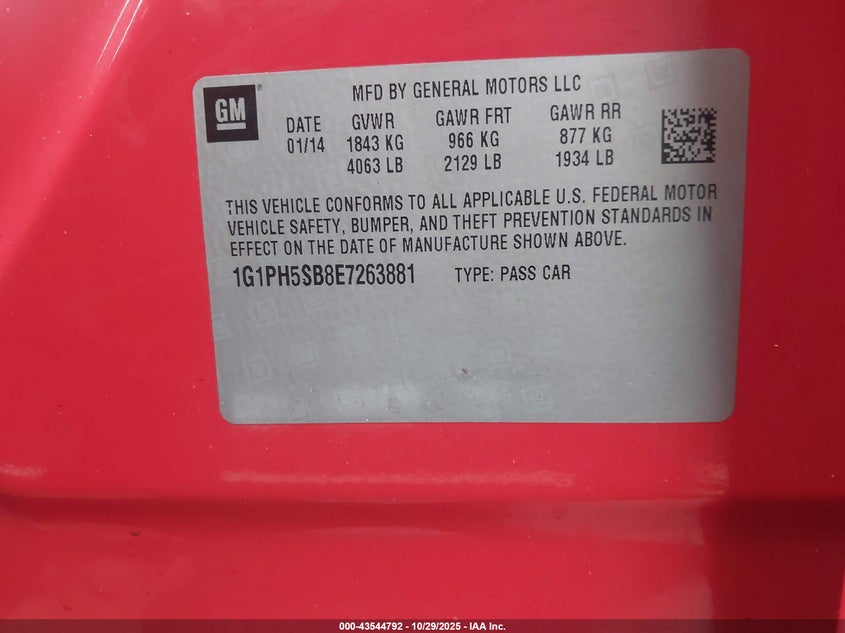 MFD BY GENERAL MOTORS LLC
GM
DATE GVWR GAWR FRT GAWR RR
01/14 1843 KG 966 KG 877 KG
4063 LB 2129 LB 1934 LB
THIS VEHICLE CONFORMS TO ALL APPLICABLE U.S. FEDERAL MOTOR
VEHICLE SAFETY, BUMPER, AND THEFT PREVENTION STANDARDS IN
EFFECT ON THE DATE OF MANUFACTURE SHOWN ABOVE.
1G1PH5SB8E7263881 TYPE: PASS CAR
000-43544792 - 10/29/2025 - IAA Inc.